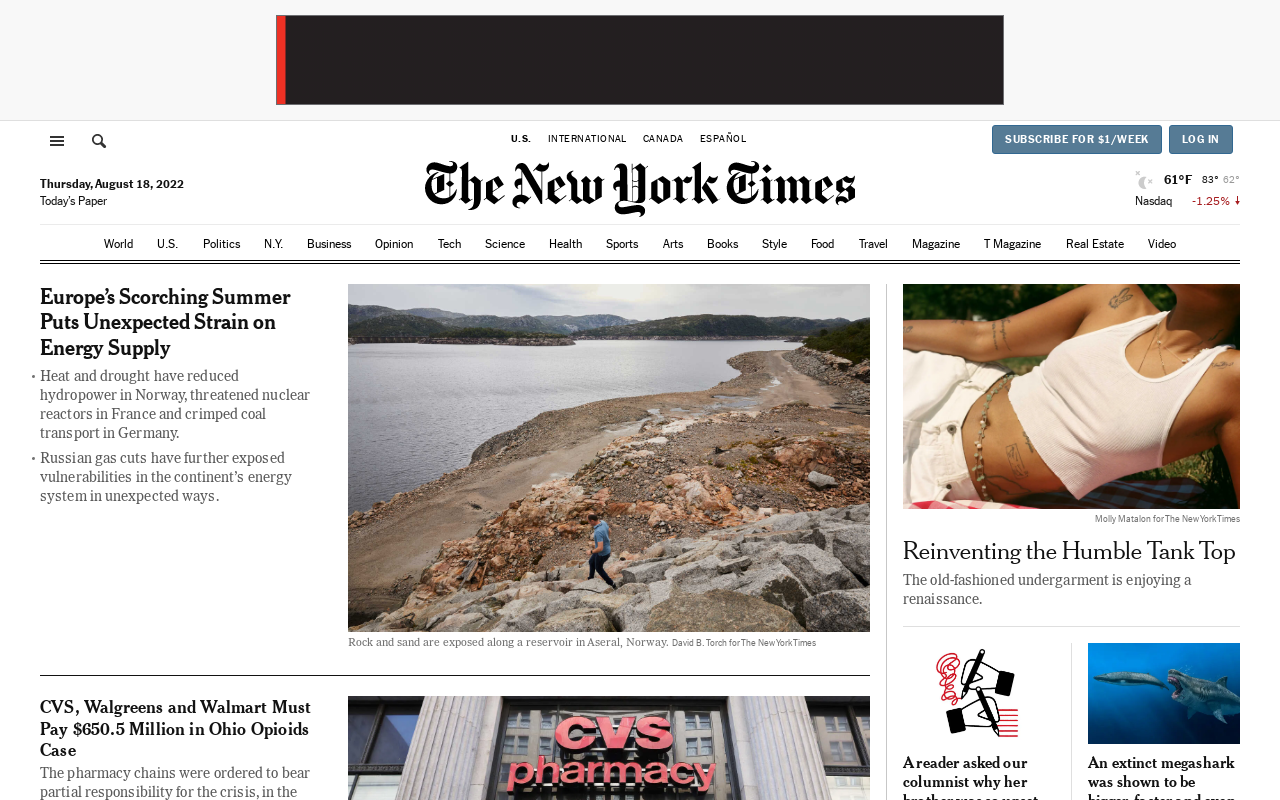 U.S. INTERNATIONAL CANADA ESPAÑOL
SUBSCRIBE FOR $1/WEEK LOG IN
The New York Times
Thursday, August 18, 2022
Today's Paper
61°F 83° 62°
Nasdaq -1.25%
World U.S. Politics N.Y. Business Opinion Tech Science Health Sports Arts Books Style Food Travel Magazine T Magazine Real Estate Video
Europe's Scorching Summer
Puts Unexpected Strain on
Energy Supply
Heat and drought have reduced
hydropower in Norway, threatened nuclear
reactors in France and crimped coal
transport in Germany.
Russian gas cuts have further exposed
vulnerabilities in the continent's energy
system in unexpected ways.
Rock and sand are exposed along a reservoir in Aseral, Norway. David B. Torch for The New York Times
CVS, Walgreens and Walmart Must
Pay $650.5 Million in Ohio Opioids
Case
The pharmacy chains were ordered to bear
partial responsibility for the crisis, in the
CVS
pharmacy
Molly Matalon for The New York Times
Reinventing the Humble Tank Top
The old-fashioned undergarment is enjoying a
renaissance.
A reader asked our
columnist why her
An extinct megashark
was shown to be